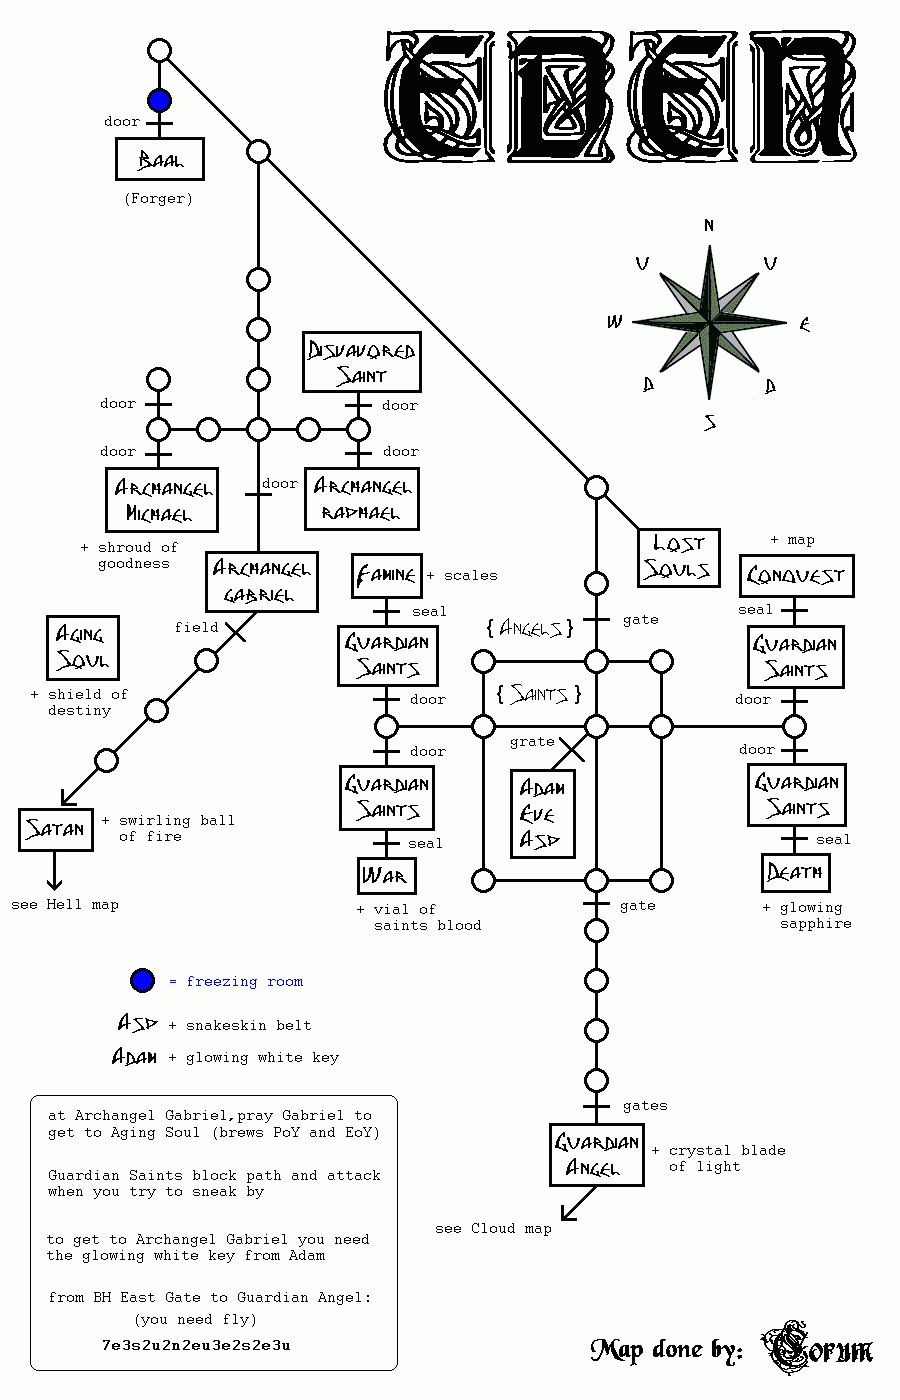 EDEN
door
BAAL
(Forger)
N
U
U
W
E
D
D
S
DISVAVORED
SAINT
door
door
door
door
ARCHANGEL
MICHAEL
door
ARCHANGEL
RAPHAEL
+ shroud of
goodness
ARCHANGEL
GABRIEL
field
AGING
SOUL
+ shield of
destiny
SATAN
+ swirling ball
of fire
see Hell map
LOST
SOULS
FAMINE
+ scales
seal
GUARDIAN
SAINTS
door
door
GUARDIAN
SAINTS
seal
WAR
+ vial of
saints blood
{ ANGELS }
gate
{ SAINTS }
grate
ADAM
EVE
ASP
gate
+ map
CONQUEST
seal
GUARDIAN
SAINTS
door
door
GUARDIAN
SAINTS
seal
DEATH
+ glowing
sapphire
gates
GUARDIAN
ANGEL
+ crystal blade
of light
see Cloud map
= freezing room
ASP + snakeskin belt
ADAM + glowing white key
at Archangel Gabriel,pray Gabriel to
get to Aging Soul (brews PoY and EoY)
Guardian Saints block path and attack
when you try to sneak by
to get to Archangel Gabriel you need
the glowing white key from Adam
from BH East Gate to Guardian Angel:
(you need fly)
7e3s2u2n2eu3e2s2e3u
Map done by: Corum